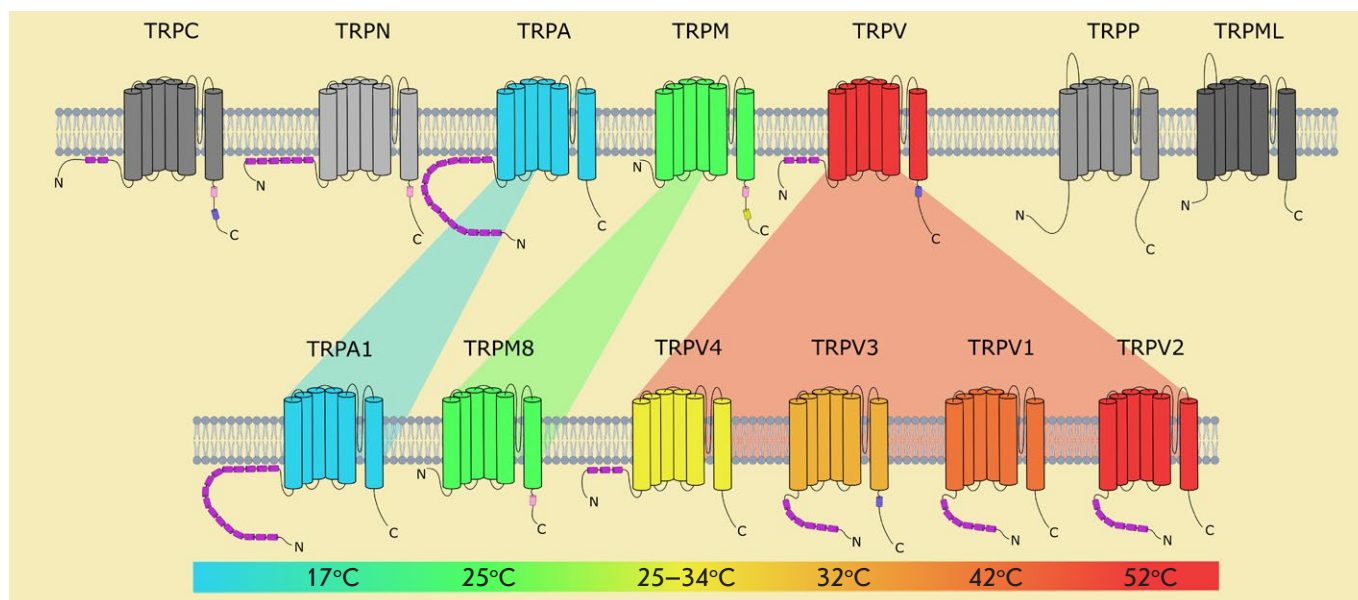 TRPC TRPN TRPA TRPM TRPV TRPP TRPML
N N N N N N N
C C C C C C C
TRPA1 TRPM8 TRPV4 TRPV3 TRPV1 TRPV2
N N N N N N
C C C C C C
17°C 25°C 25–34°C 32°C 42°C 52°C